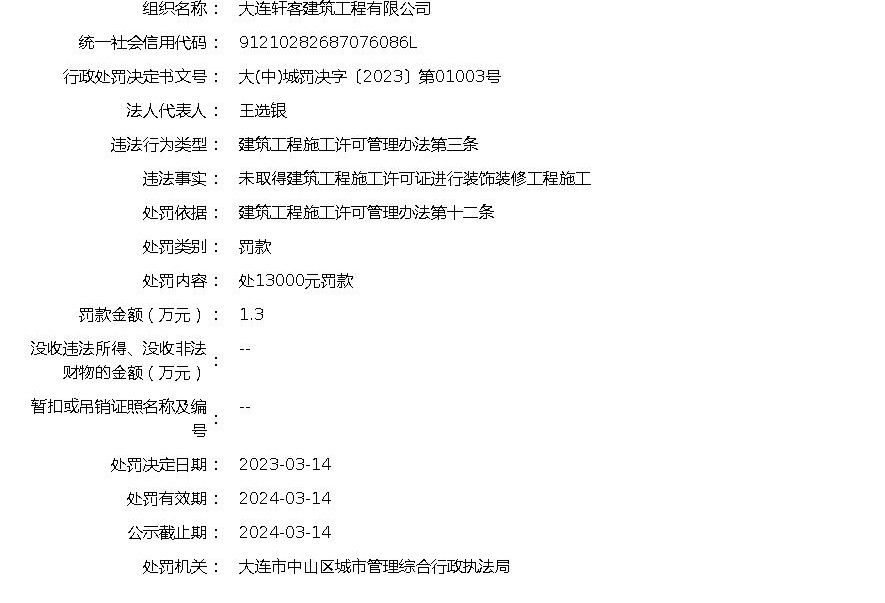 组织名称： 大连轩客建筑工程有限公司
统一社会信用代码： 91210282687076086L
行政处罚决定书文号： 大(中)城罚决字〔2023〕第01003号
法人代表人： 王选银
违法行为类型： 建筑工程施工许可管理办法第三条
违法事实： 未取得建筑工程施工许可证进行装饰装修工程施工
处罚依据： 建筑工程施工许可管理办法第十二条
处罚类别： 罚款
处罚内容： 处13000元罚款
罚款金额（万元）： 1.3
没收违法所得、没收非法
财物的金额（万元）： --
暂扣或吊销证照名称及编
号： --
处罚决定日期： 2023-03-14
处罚有效期： 2024-03-14
公示截止期： 2024-03-14
处罚机关： 大连市中山区城市管理综合行政执法局